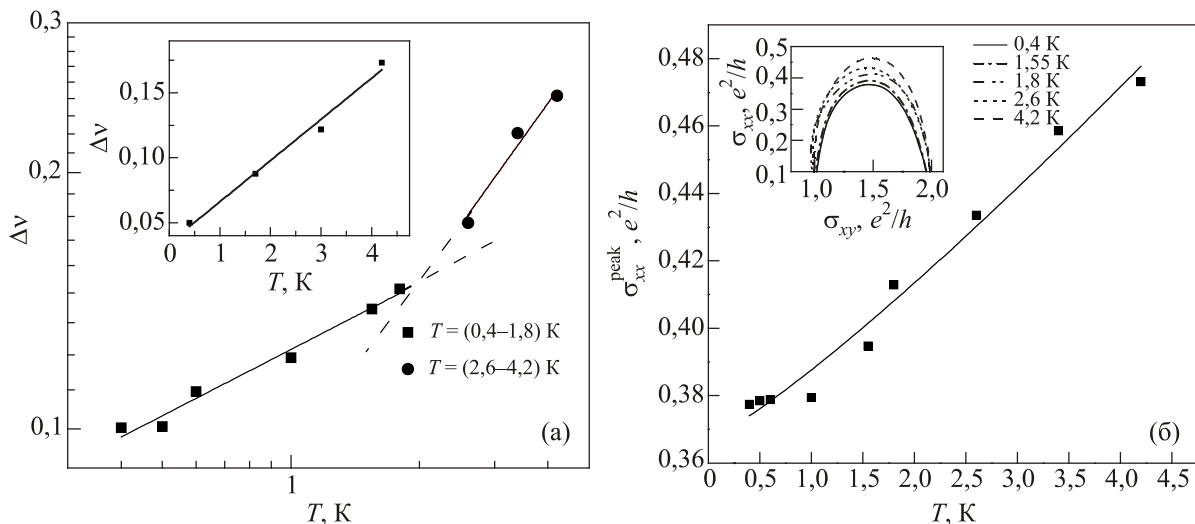 0,3
0,2
0,1
Δν
0,15
0,10
0,05
Δν
0 1 2 3 4
T, К
T = (0,4–1,8) К
T = (2,6–4,2) К
(а)
1
T, К
0,48
0,46
0,44
0,42
0,40
0,38
0,36
σxx^peak, e²/h
0,5
0,4
0,3
0,2
0,1
σxx, e²/h
1,0 1,5 2,0
σxy, e²/h
0,4 К
1,55 К
1,8 К
2,6 К
4,2 К
(б)
0 0,5 1,0 1,5 2,0 2,5 3,0 3,5 4,0 4,5
T, К